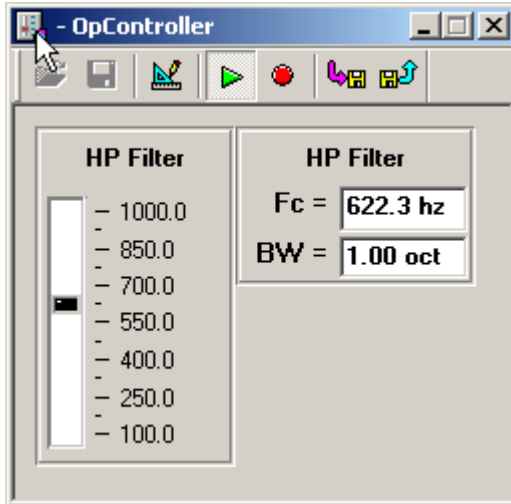 - OpController
HP Filter
1000.0
850.0
700.0
550.0
400.0
250.0
100.0
HP Filter
Fc = 622.3 hz
BW = 1.00 oct